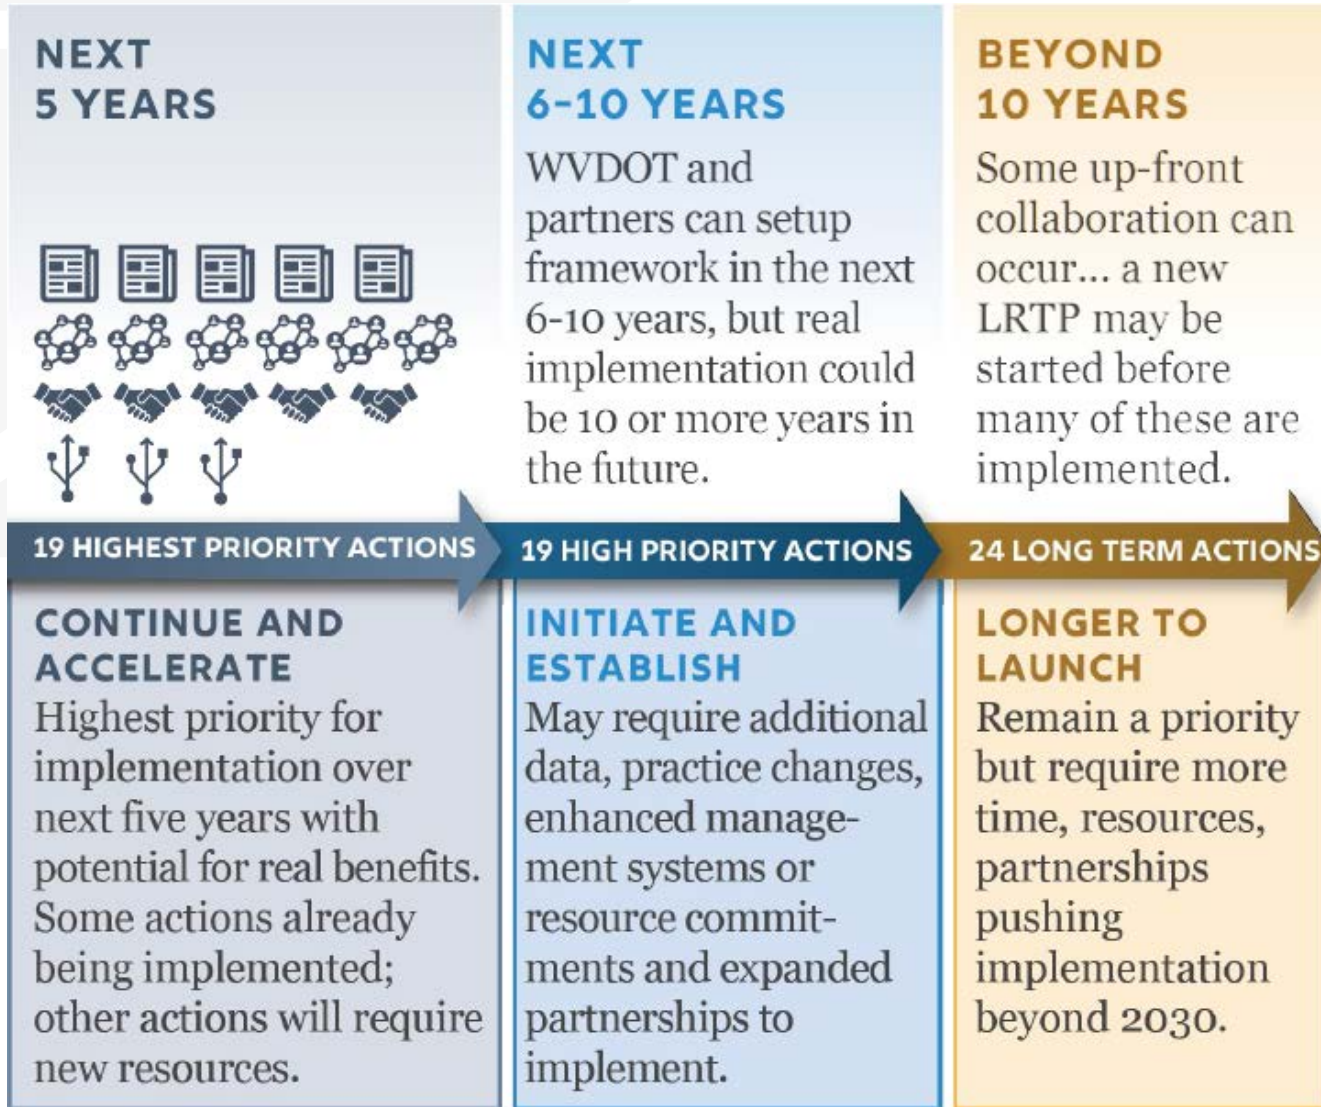 NEXT
5 YEARS
NEXT
6-10 YEARS
WVDOT and
partners can setup
framework in the next
6-10 years, but real
implementation could
be 10 or more years in
the future.
BEYOND
10 YEARS
Some up-front
collaboration can
occur... a new
LRTP may be
started before
many of these are
implemented.
19 HIGHEST PRIORITY ACTIONS
19 HIGH PRIORITY ACTIONS
24 LONG TERM ACTIONS
CONTINUE AND
ACCELERATE
Highest priority for
implementation over
next five years with
potential for real benefits.
Some actions already
being implemented;
other actions will require
new resources.
INITIATE AND
ESTABLISH
May require additional
data, practice changes,
enhanced manage-
ment systems or
resource commit-
ments and expanded
partnerships to
implement.
LONGER TO
LAUNCH
Remain a priority
but require more
time, resources,
partnerships
pushing
implementation
beyond 2030.